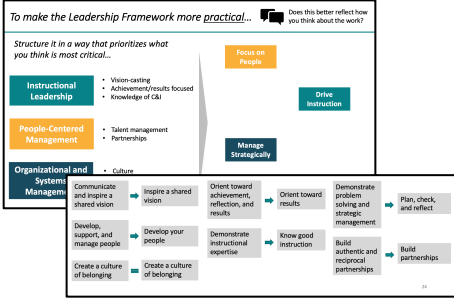 To make the Leadership Framework more practical...
Does this better reflect how
you think about the work?
Structure it in a way that prioritizes what
you think is most critical...
Instructional
Leadership
• Vision-casting
• Achievement/results focused
• Knowledge of C&I
People-Centered
Management
• Talent management
• Partnerships
Organizational and
Systems
Manageme
• Culture
Focus on
People
Drive
Instruction
Manage
Strategically
Communicate
and inspire a
shared vision
Inspire a shared
vision
Develop,
support, and
manage people
Develop your
people
Create a culture
of belonging
Create a culture
of belonging
Orient toward
achievement,
reflection, and
results
Orient toward
results
Demonstrate
instructional
expertise
Know good
instruction
Demonstrate
problem
solving and
strategic
management
Plan, check,
and reflect
Build
authentic and
reciprocal
partnerships
Build
partnerships
24